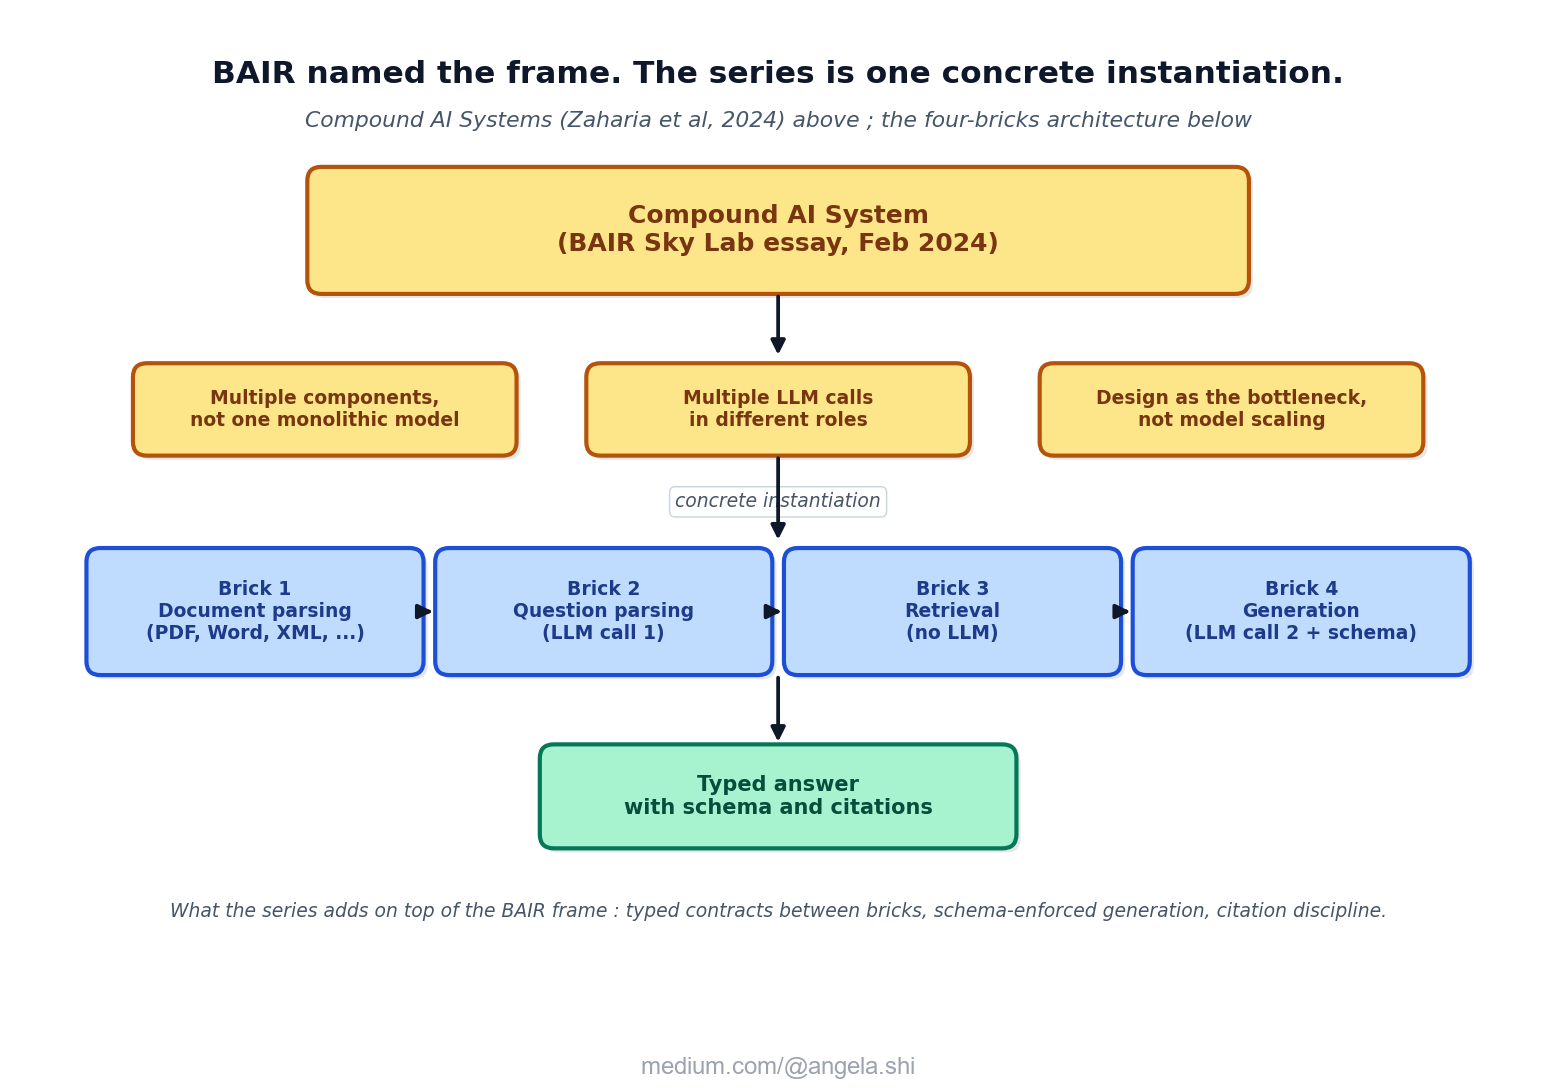 BAIR named the frame. The series is one concrete instantiation.
Compound AI Systems (Zaharia et al, 2024) above ; the four-bricks architecture below
Compound AI System
(BAIR Sky Lab essay, Feb 2024)
Multiple components,
not one monolithic model
Multiple LLM calls
in different roles
Design as the bottleneck,
not model scaling
concrete instantiation
Brick 1
Document parsing
(PDF, Word, XML, ...)
Brick 2
Question parsing
(LLM call 1)
Brick 3
Retrieval
(no LLM)
Brick 4
Generation
(LLM call 2 + schema)
Typed answer
with schema and citations
What the series adds on top of the BAIR frame : typed contracts between bricks, schema-enforced generation, citation discipline.
medium.com/@angela.shi